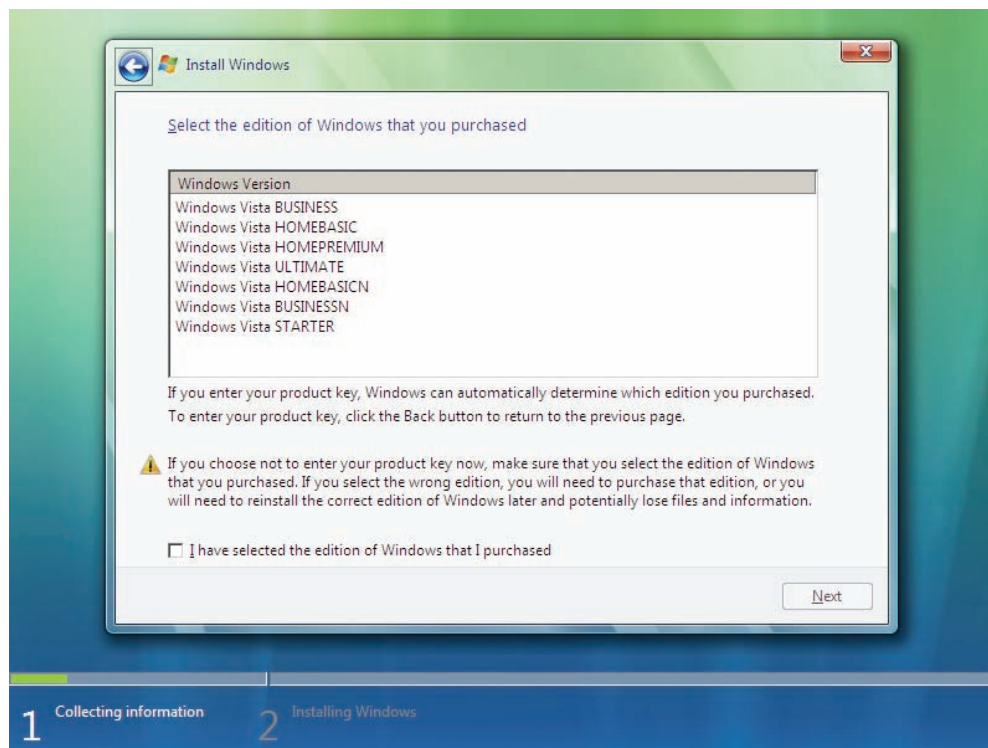 Install Windows
Select the edition of Windows that you purchased
Windows Version
Windows Vista BUSINESS
Windows Vista HOMEBASIC
Windows Vista HOMEPREMIUM
Windows Vista ULTIMATE
Windows Vista HOMEBASICN
Windows Vista BUSINESSN
Windows Vista STARTER
If you enter your product key, Windows can automatically determine which edition you purchased.
To enter your product key, click the Back button to return to the previous page.
If you choose not to enter your product key now, make sure that you select the edition of Windows
that you purchased. If you select the wrong edition, you will need to purchase that edition, or you
will need to reinstall the correct edition of Windows later and potentially lose files and information.
I have selected the edition of Windows that I purchased
Next
1 Collecting information
2 Installing Windows